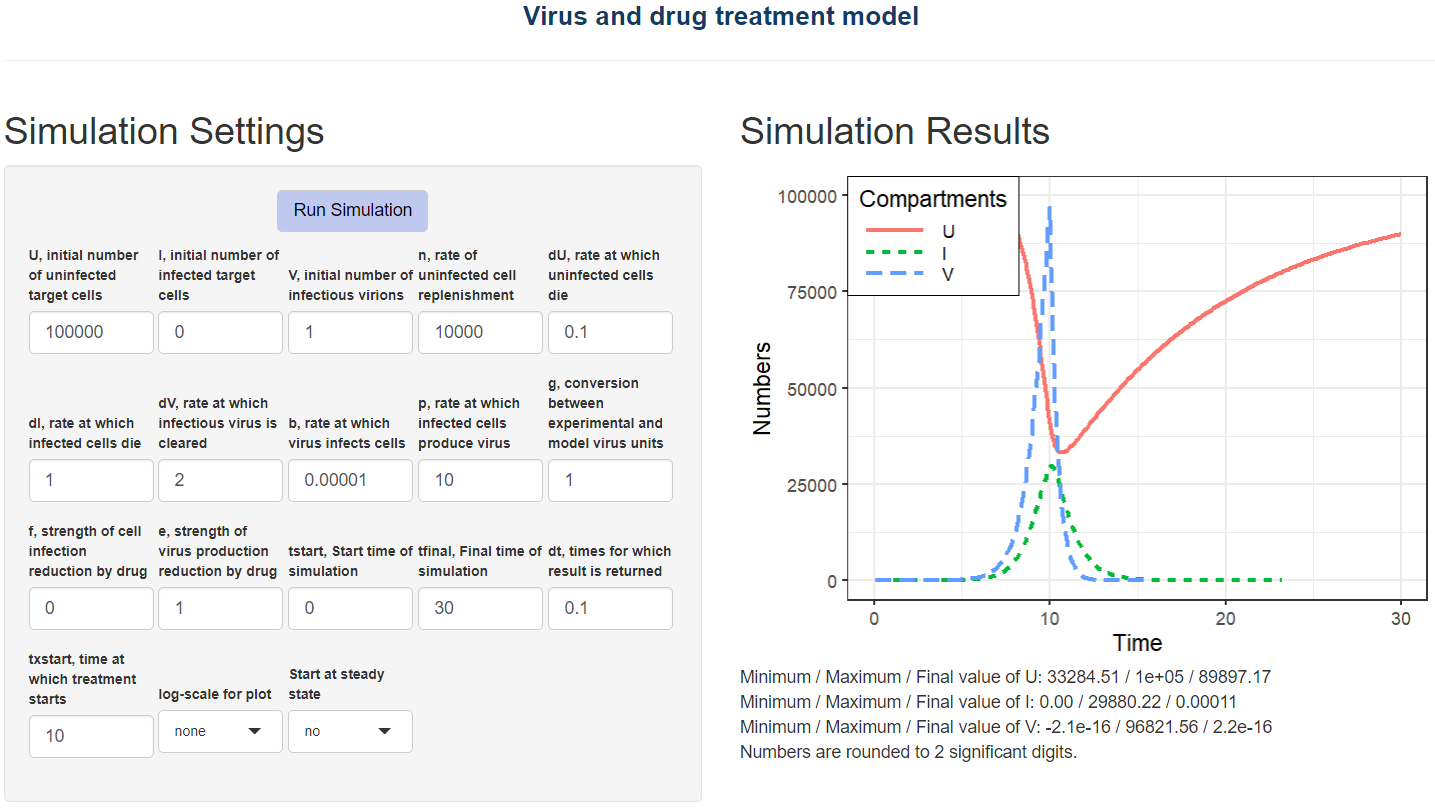 Virus and drug treatment model
Simulation Settings
Run Simulation
U, initial number
of uninfected
target cells
100000
I, initial number of
infected target
cells
0
V, initial number of
infectious virions
1
n, rate of
uninfected cell
replenishment
10000
dU, rate at which
uninfected cells
die
0.1
dI, rate at which
infected cells die
1
dV, rate at which
infectious virus is
cleared
2
b, rate at which
virus infects cells
0.00001
p, rate at which
infected cells
produce virus
10
g, conversion
between
experimental and
model virus units
1
f, strength of cell
infection
reduction by drug
0
e, strength of
virus production
reduction by drug
1
tstart, Start time of
simulation
0
tfinal, Final time of
simulation
30
dt, times for which
result is returned
0.1
txstart, time at
which treatment
starts
10
log-scale for plot
none
Start at steady
state
no
Simulation Results
Compartments
U
I
V
Numbers
100000
75000
50000
25000
0
0
10
20
30
Time
Minimum / Maximum / Final value of U: 33284.51 / 1e+05 / 89897.17
Minimum / Maximum / Final value of I: 0.00 / 29880.22 / 0.00011
Minimum / Maximum / Final value of V: -2.1e-16 / 96821.56 / 2.2e-16
Numbers are rounded to 2 significant digits.